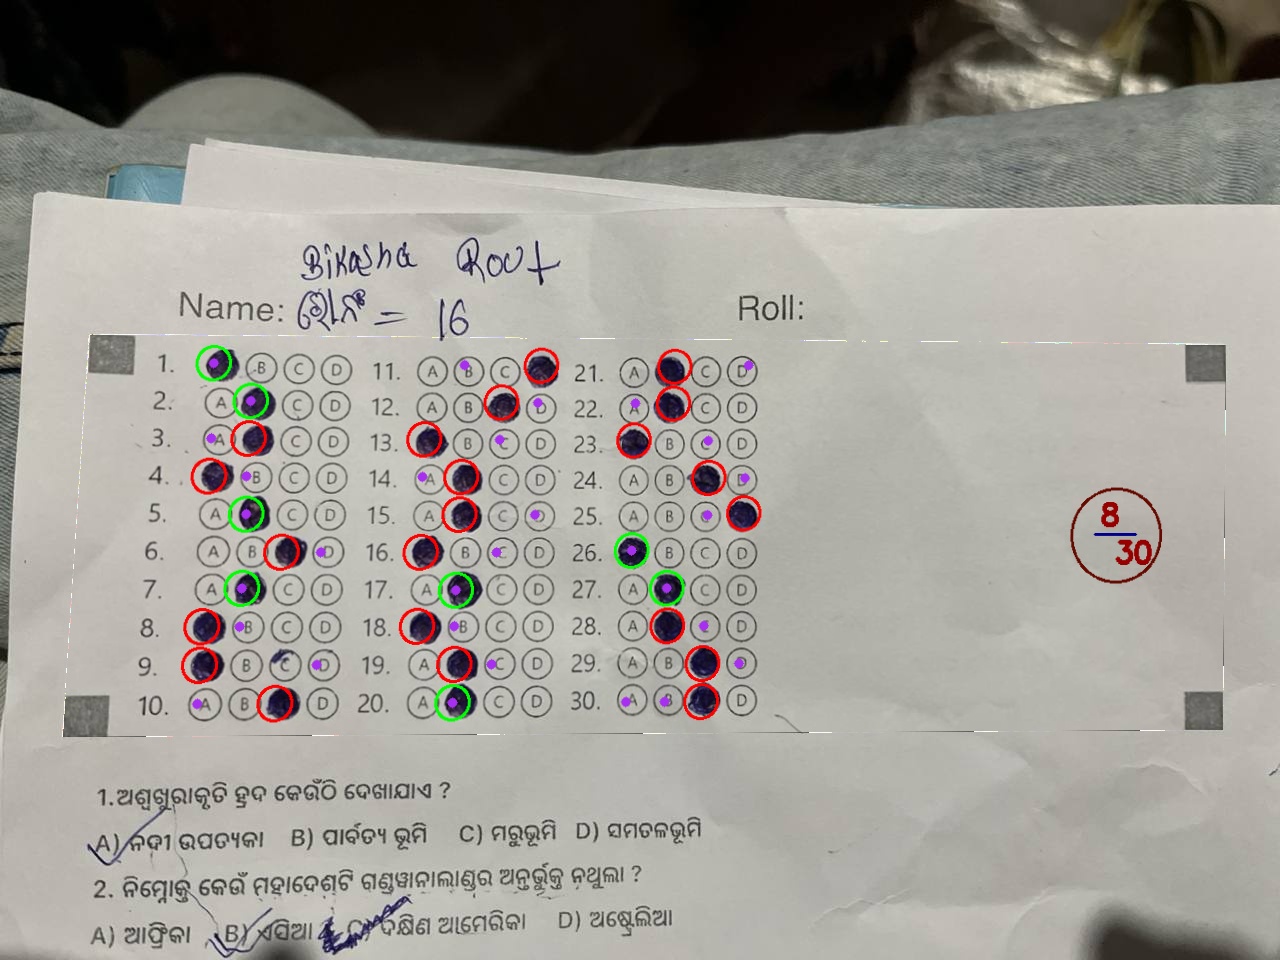 Bikasha Rout
Name: ରୋଲ = 16 Roll:
1. B C D 11. A B C 21. A C D
2. A C D 12. A B D 22. A C D
3. A C D 13. B C D 23. B C D
4. B C D 14. A C D 24. A B D
5. A C D 15. A C D 25. A B C
6. A B D 16. B C D 26. B C D
7. A C D 17. A C D 27. A C D
8. B C D 18. B C D 28. A C D
9. B C D 19. A C D 29. A B D
10. A B D 20. A C D 30. A B D
8
30
1.ଅଶ୍ୱଖୁରାକୃତି ହ୍ରଦ କେଉଁଠି ଦେଖାଯାଏ ?
A) ନଦୀ ଉପତ୍ୟକା B) ପାର୍ବତ୍ୟ ଭୂମି C) ମରୁଭୂମି D) ସମତଳଭୂମି
2. ନିମ୍ନୋକ୍ତ କେଉଁ ମହାଦେଶଟି ଗଣ୍ଡୱାନାଲାଣ୍ଡର ଅନ୍ତର୍ଭୁକ୍ତ ନଥିଲା ?
A) ଆଫ୍ରିକା B) ଏସିଆ C) ଦକ୍ଷିଣ ଆମେରିକା D) ଅଷ୍ଟ୍ରେଲିଆ